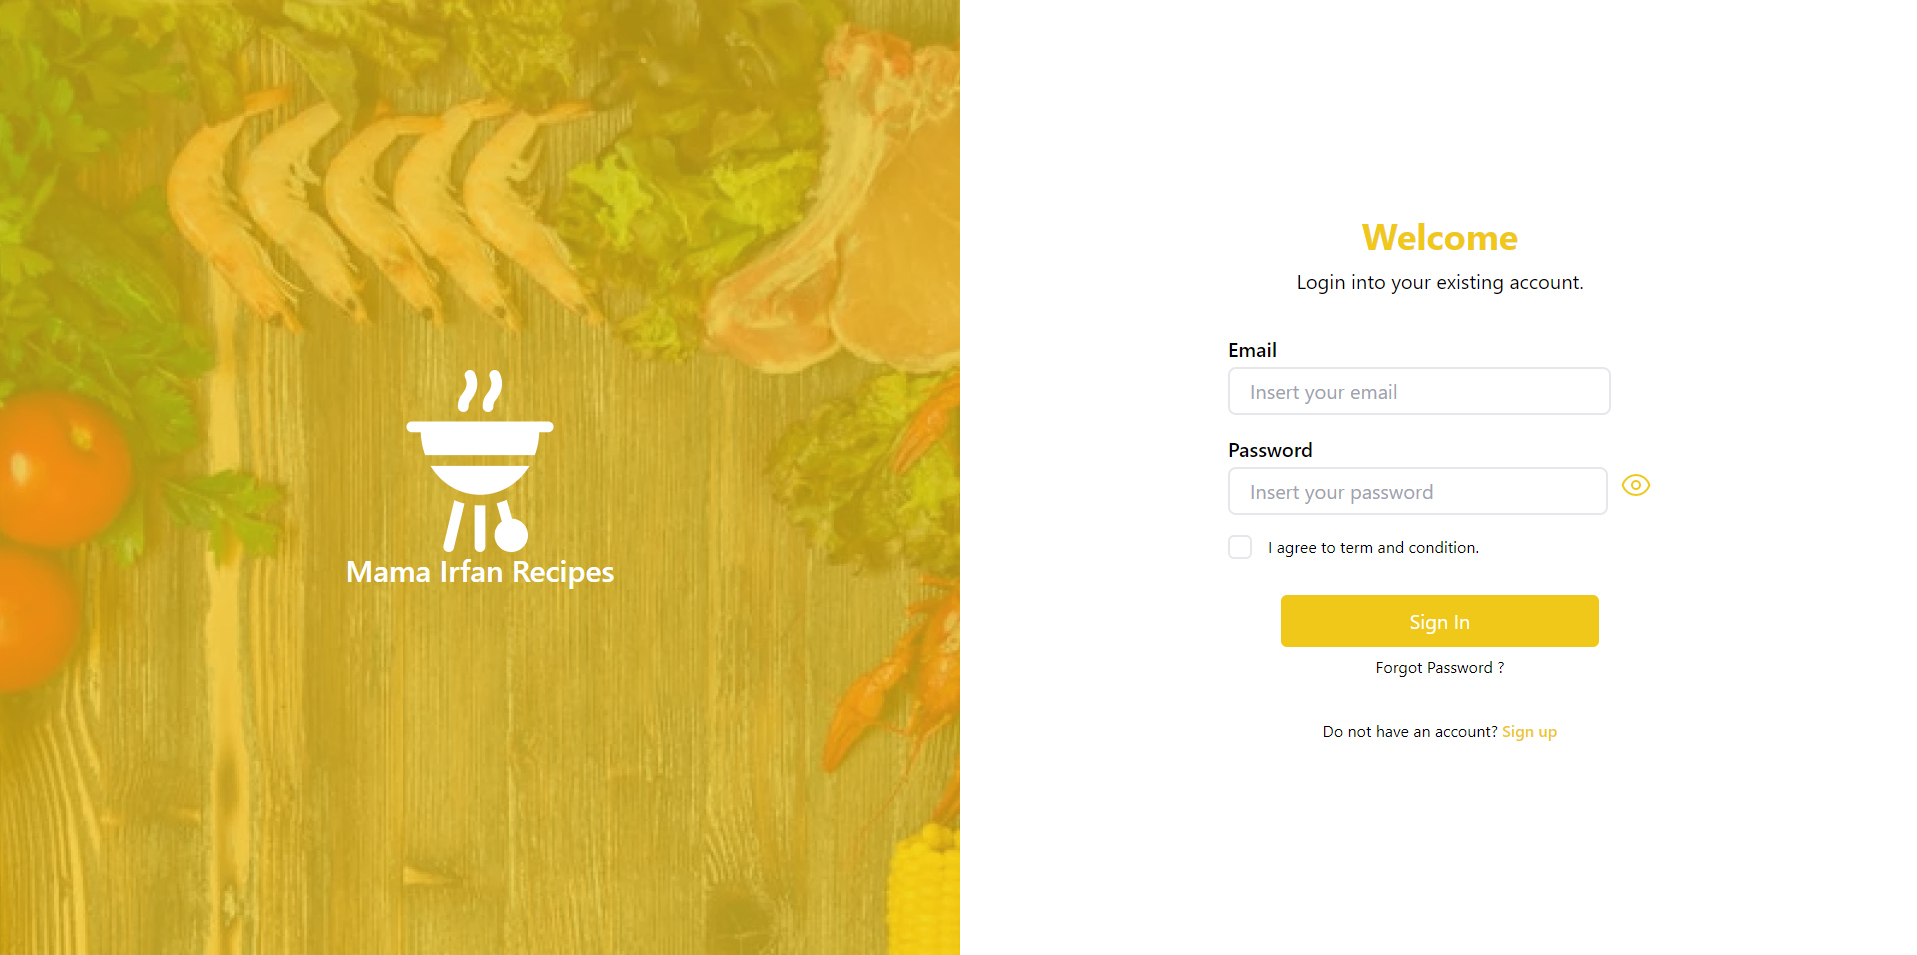 Mama Irfan Recipes
Welcome
Login into your existing account.
Email
Insert your email
Password
Insert your password
I agree to term and condition.
Sign In
Forgot Password ?
Do not have an account? Sign up